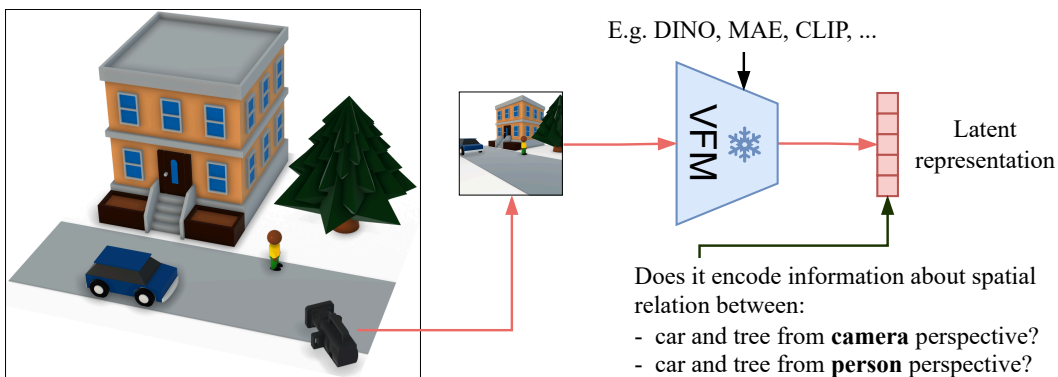 E.g. DINO, MAE, CLIP, ...
VFM
Latent
representation
Does it encode information about spatial
relation between:
- car and tree from camera perspective?
- car and tree from person perspective?